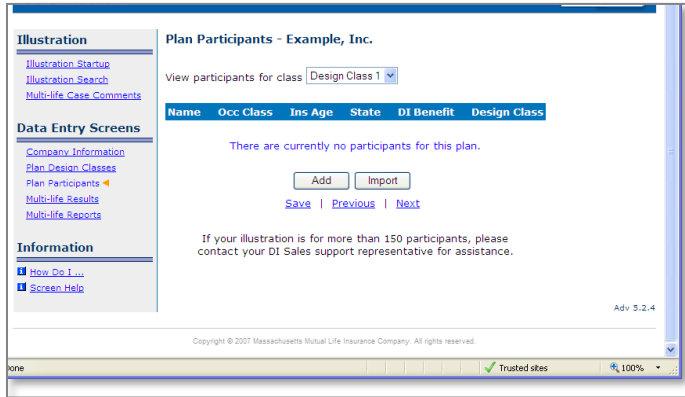 Illustration
Illustration Startup
Illustration Search
Multi-life Case Comments
Data Entry Screens
Company Information
Plan Design Classes
Plan Participants
Multi-life Results
Multi-life Reports
Information
How Do I ...
Screen Help
Plan Participants - Example, Inc.
View participants for class Design Class 1
Name Occ Class Ins Age State DI Benefit Design Class
There are currently no participants for this plan.
Add Import
Save | Previous | Next
If your illustration is for more than 150 participants, please
contact your DI Sales support representative for assistance.
Adv 5.2.4
Copyright © 2007 Massachusetts Mutual Life Insurance Company. All rights reserved.
one Trusted sites 100%